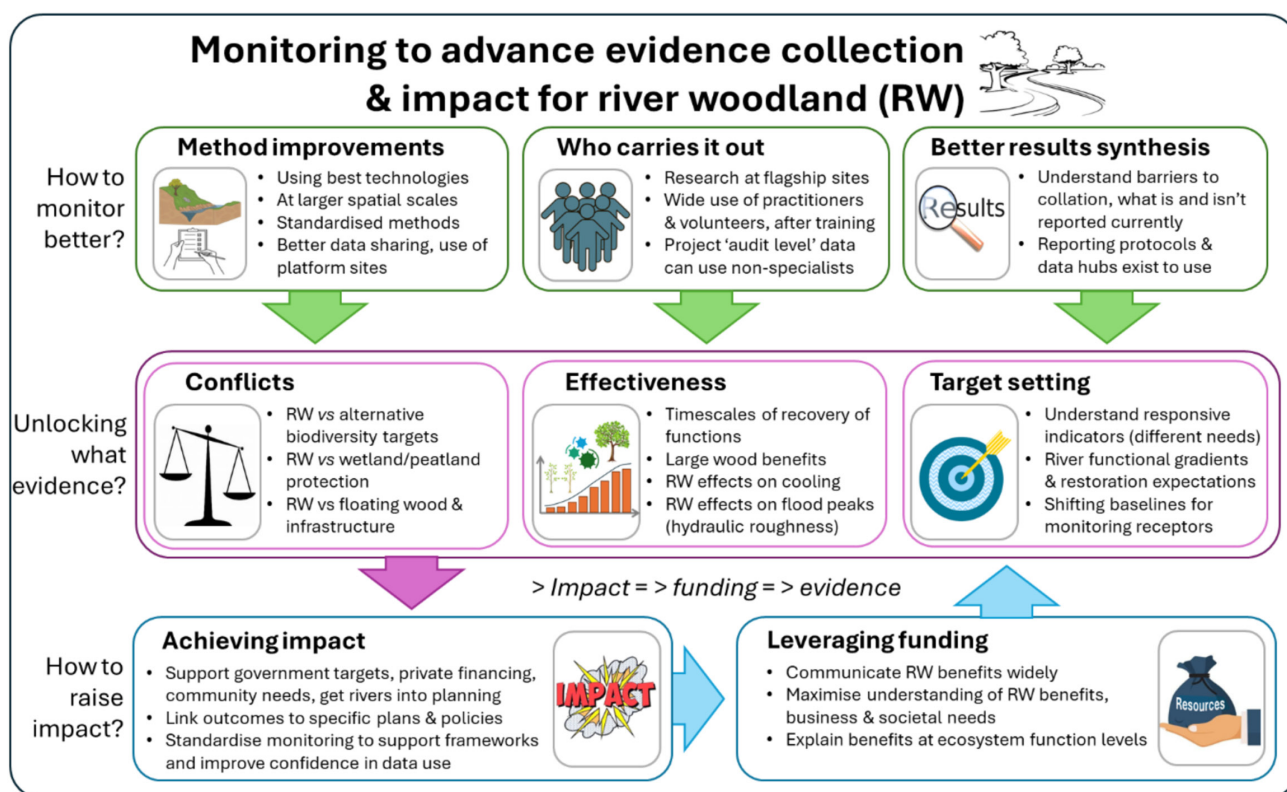 Monitoring to advance evidence collection
& impact for river woodland (RW)
How to
monitor
better?
Method improvements
• Using best technologies
• At larger spatial scales
• Standardised methods
• Better data sharing, use of
platform sites
Who carries it out
• Research at flagship sites
• Wide use of practitioners
& volunteers, after training
• Project ‘audit level’ data
can use non-specialists
Better results synthesis
Results
• Understand barriers to
collation, what is and isn’t
reported currently
• Reporting protocols &
data hubs exist to use
Unlocking
what
evidence?
Conflicts
• RW vs alternative
biodiversity targets
• RW vs wetland/peatland
protection
• RW vs floating wood &
infrastructure
Effectiveness
• Timescales of recovery of
functions
• Large wood benefits
• RW effects on cooling
• RW effects on flood peaks
(hydraulic roughness)
Target setting
• Understand responsive
indicators (different needs)
• River functional gradients
& restoration expectations
• Shifting baselines for
monitoring receptors
> Impact = > funding = > evidence
How to
raise
impact?
Achieving impact
• Support government targets, private financing,
community needs, get rivers into planning
• Link outcomes to specific plans & policies
• Standardise monitoring to support frameworks
and improve confidence in data use
IMPACT
Leveraging funding
• Communicate RW benefits widely
• Maximise understanding of RW benefits,
business & societal needs
• Explain benefits at ecosystem function levels
Resources